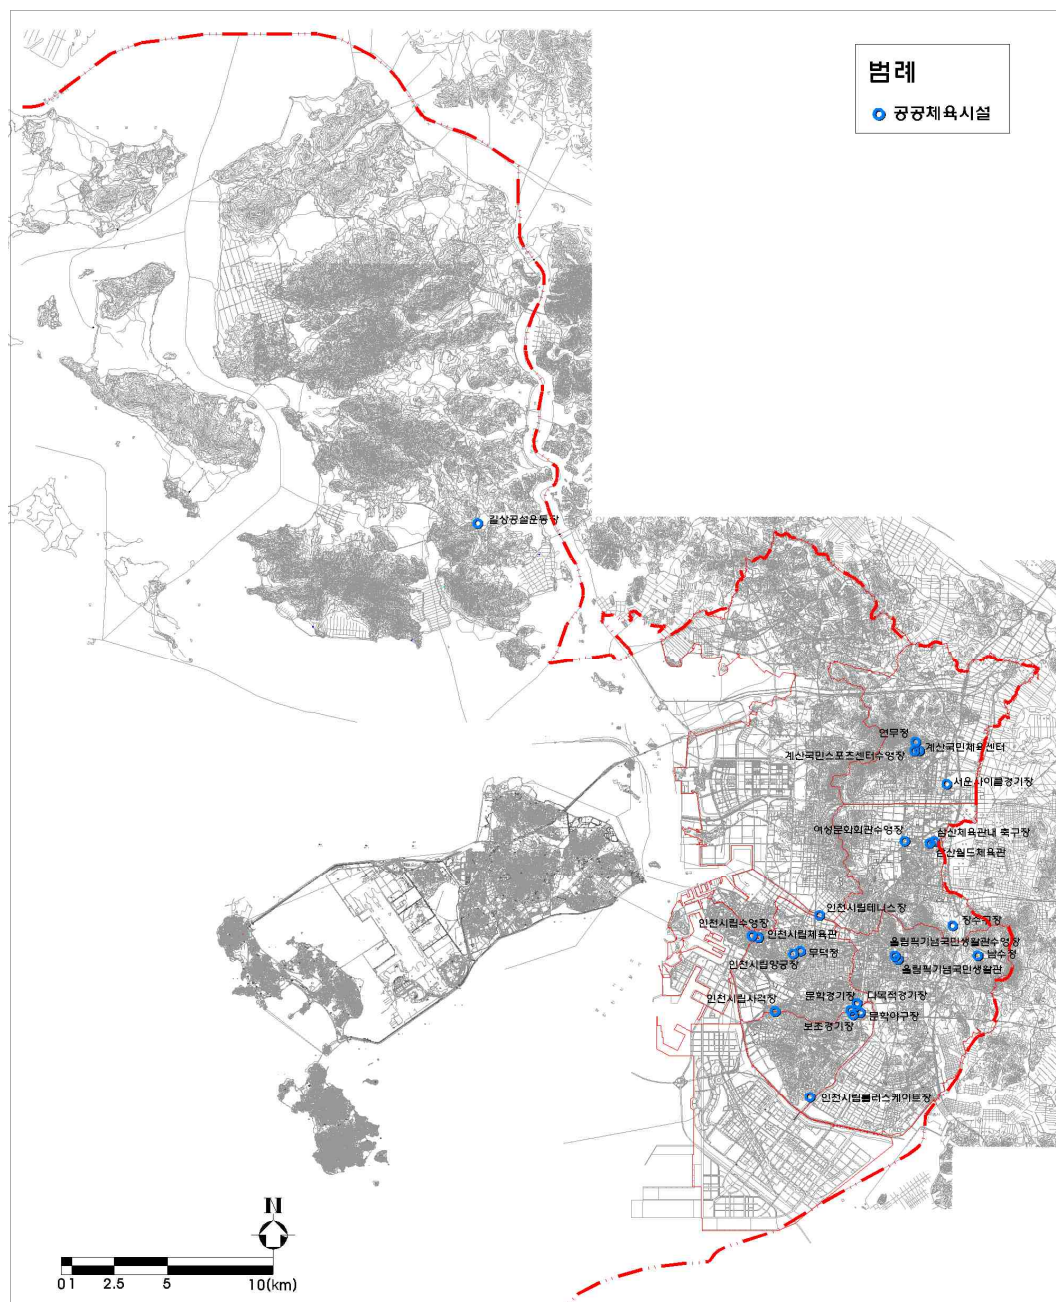 범례
공공체육시설
길상공설운동장
연무정
계산국민체육센터
계산국민스포츠센터수영장
서운사이클경기장
여성문화회관수영장
삼산체육관내 축구장
삼산월드체육관
인천시립테니스장
장수구장
인천시립수영장
인천시립체육관
무덕정
인천시립양궁장
올림픽기념국민생활관수영장
남수정
올림픽기념국민생활관
인천시립사격장
문학경기장
다목적경기장
문학야구장
보조경기장
인천시립롤러스케이트장
N
0 1 2.5 5 10(km)